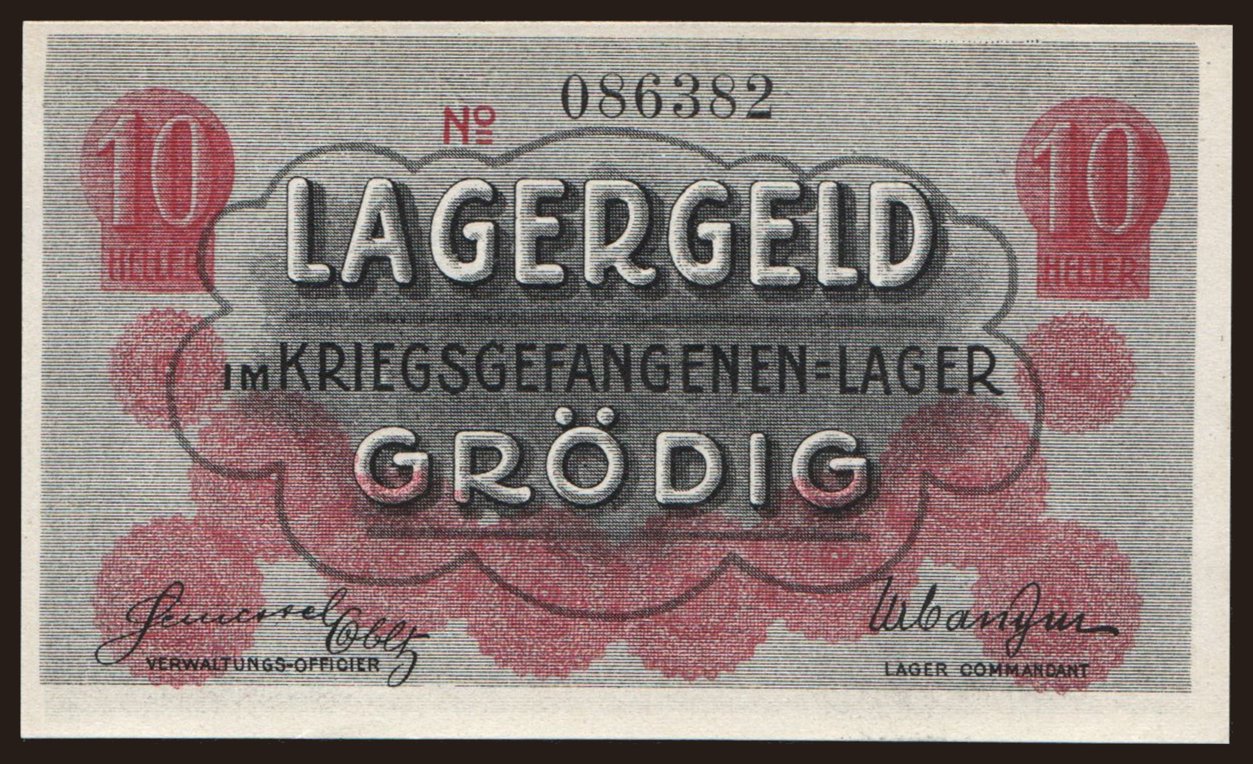 № 086382
10 HELLER
10 HELLER
LAGERGELD
IM KRIEGSGEFANGENEN=LAGER
GRÖDIG
VERWALTUNGS-OFFICIER
LAGER COMMANDANT